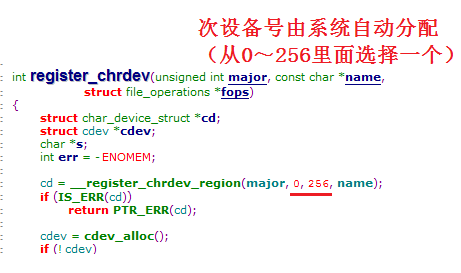 次设备号由系统自动分配
（从0～256里面选择一个）
int register_chrdev(unsigned int major, const char *name,
struct file_operations *fops)
{
struct char_device_struct *cd;
struct cdev *cdev;
char *s;
int err = -ENOMEM;
cd = __register_chrdev_region(major, 0, 256, name);
if (IS_ERR(cd))
return PTR_ERR(cd);
cdev = cdev_alloc();
if (!cdev)